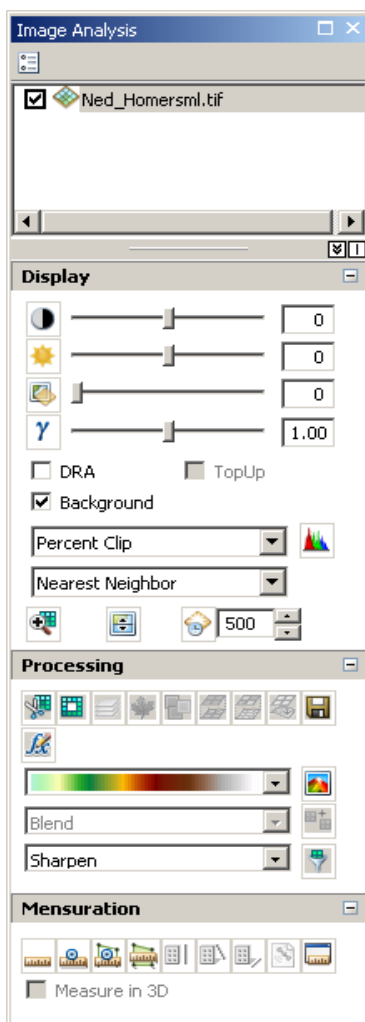 Image Analysis
Ned_Homersml.tif
Display
0
0
0
γ 1.00
DRA TopUp
Background
Percent Clip
Nearest Neighbor
500
Processing
fx
Blend
Sharpen
Mensuration
Measure in 3D